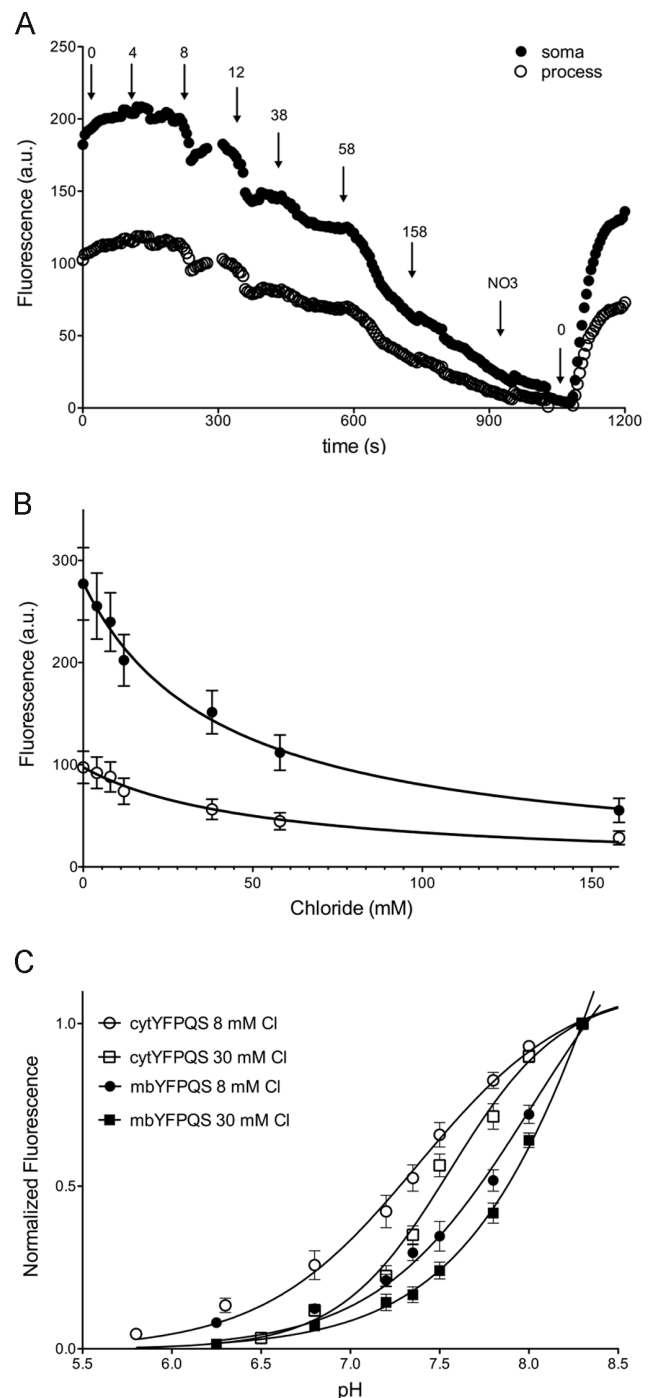 A
250
200
150
100
50
0
Fluorescence (a.u.)
0
4
8
12
38
58
158
NO3
0
soma
process
0
300
600
900
1200
time (s)
B
300
200
100
0
Fluorescence (a.u.)
0
50
100
150
Chloride (mM)
C
1.0
0.5
0.0
Normalized Fluorescence
cytYFPQS 8 mM Cl
cytYFPQS 30 mM Cl
mbYFPQS 8 mM Cl
mbYFPQS 30 mM Cl
5.5
6.0
6.5
7.0
7.5
8.0
8.5
pH